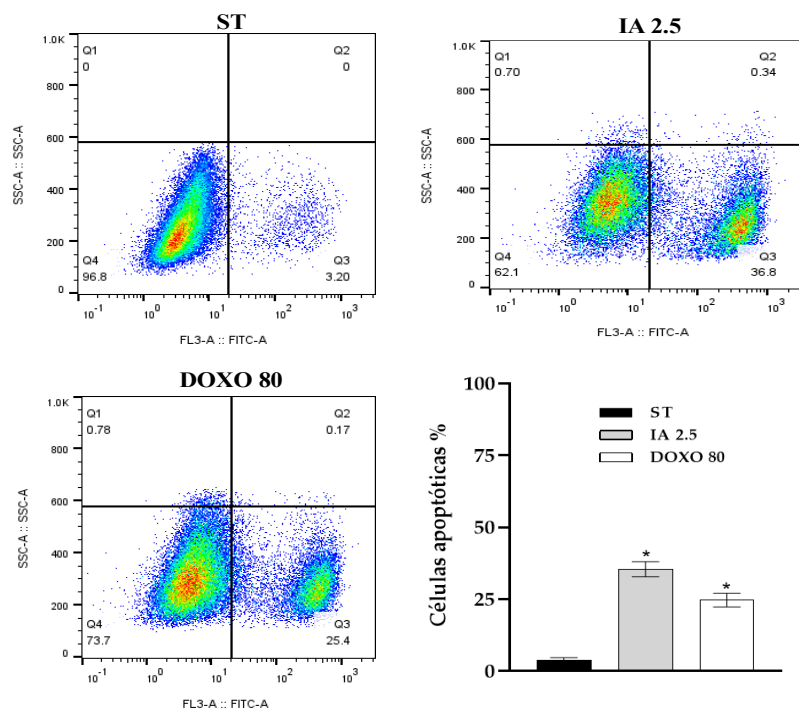 ST
1.0K
800
600
400
200
0
SSC-A :: SSC-A
Q1
0
Q2
0
Q4
96.8
Q3
3.20
10^-1
10^0
10^1
10^2
10^3
FL3-A :: FITC-A
IA 2.5
1.0K
800
600
400
200
0
SSC-A :: SSC-A
Q1
0.70
Q2
0.34
Q4
62.1
Q3
36.8
10^-1
10^0
10^1
10^2
10^3
FL3-A :: FITC-A
DOXO 80
1.0K
800
600
400
200
0
SSC-A :: SSC-A
Q1
0.78
Q2
0.17
Q4
73.7
Q3
25.4
10^-1
10^0
10^1
10^2
10^3
FL3-A :: FITC-A
Células apoptóticas %
100
75
50
25
0
ST
IA 2.5
DOXO 80
*
*